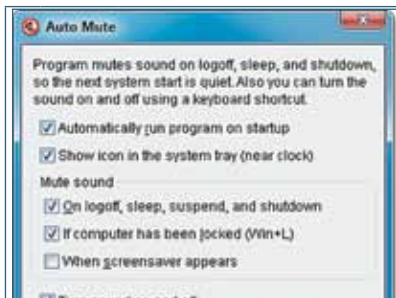 Auto Mute
Program mutes sound on logoff, sleep, and shutdown,
so the next system start is quiet. Also you can turn the
sound on and off using a keyboard shortcut.
Automatically run program on startup
Show icon in the system tray (near clock)
Mute sound
On logoff, sleep, suspend, and shutdown
If computer has been locked (Win+L)
When screensaver appears